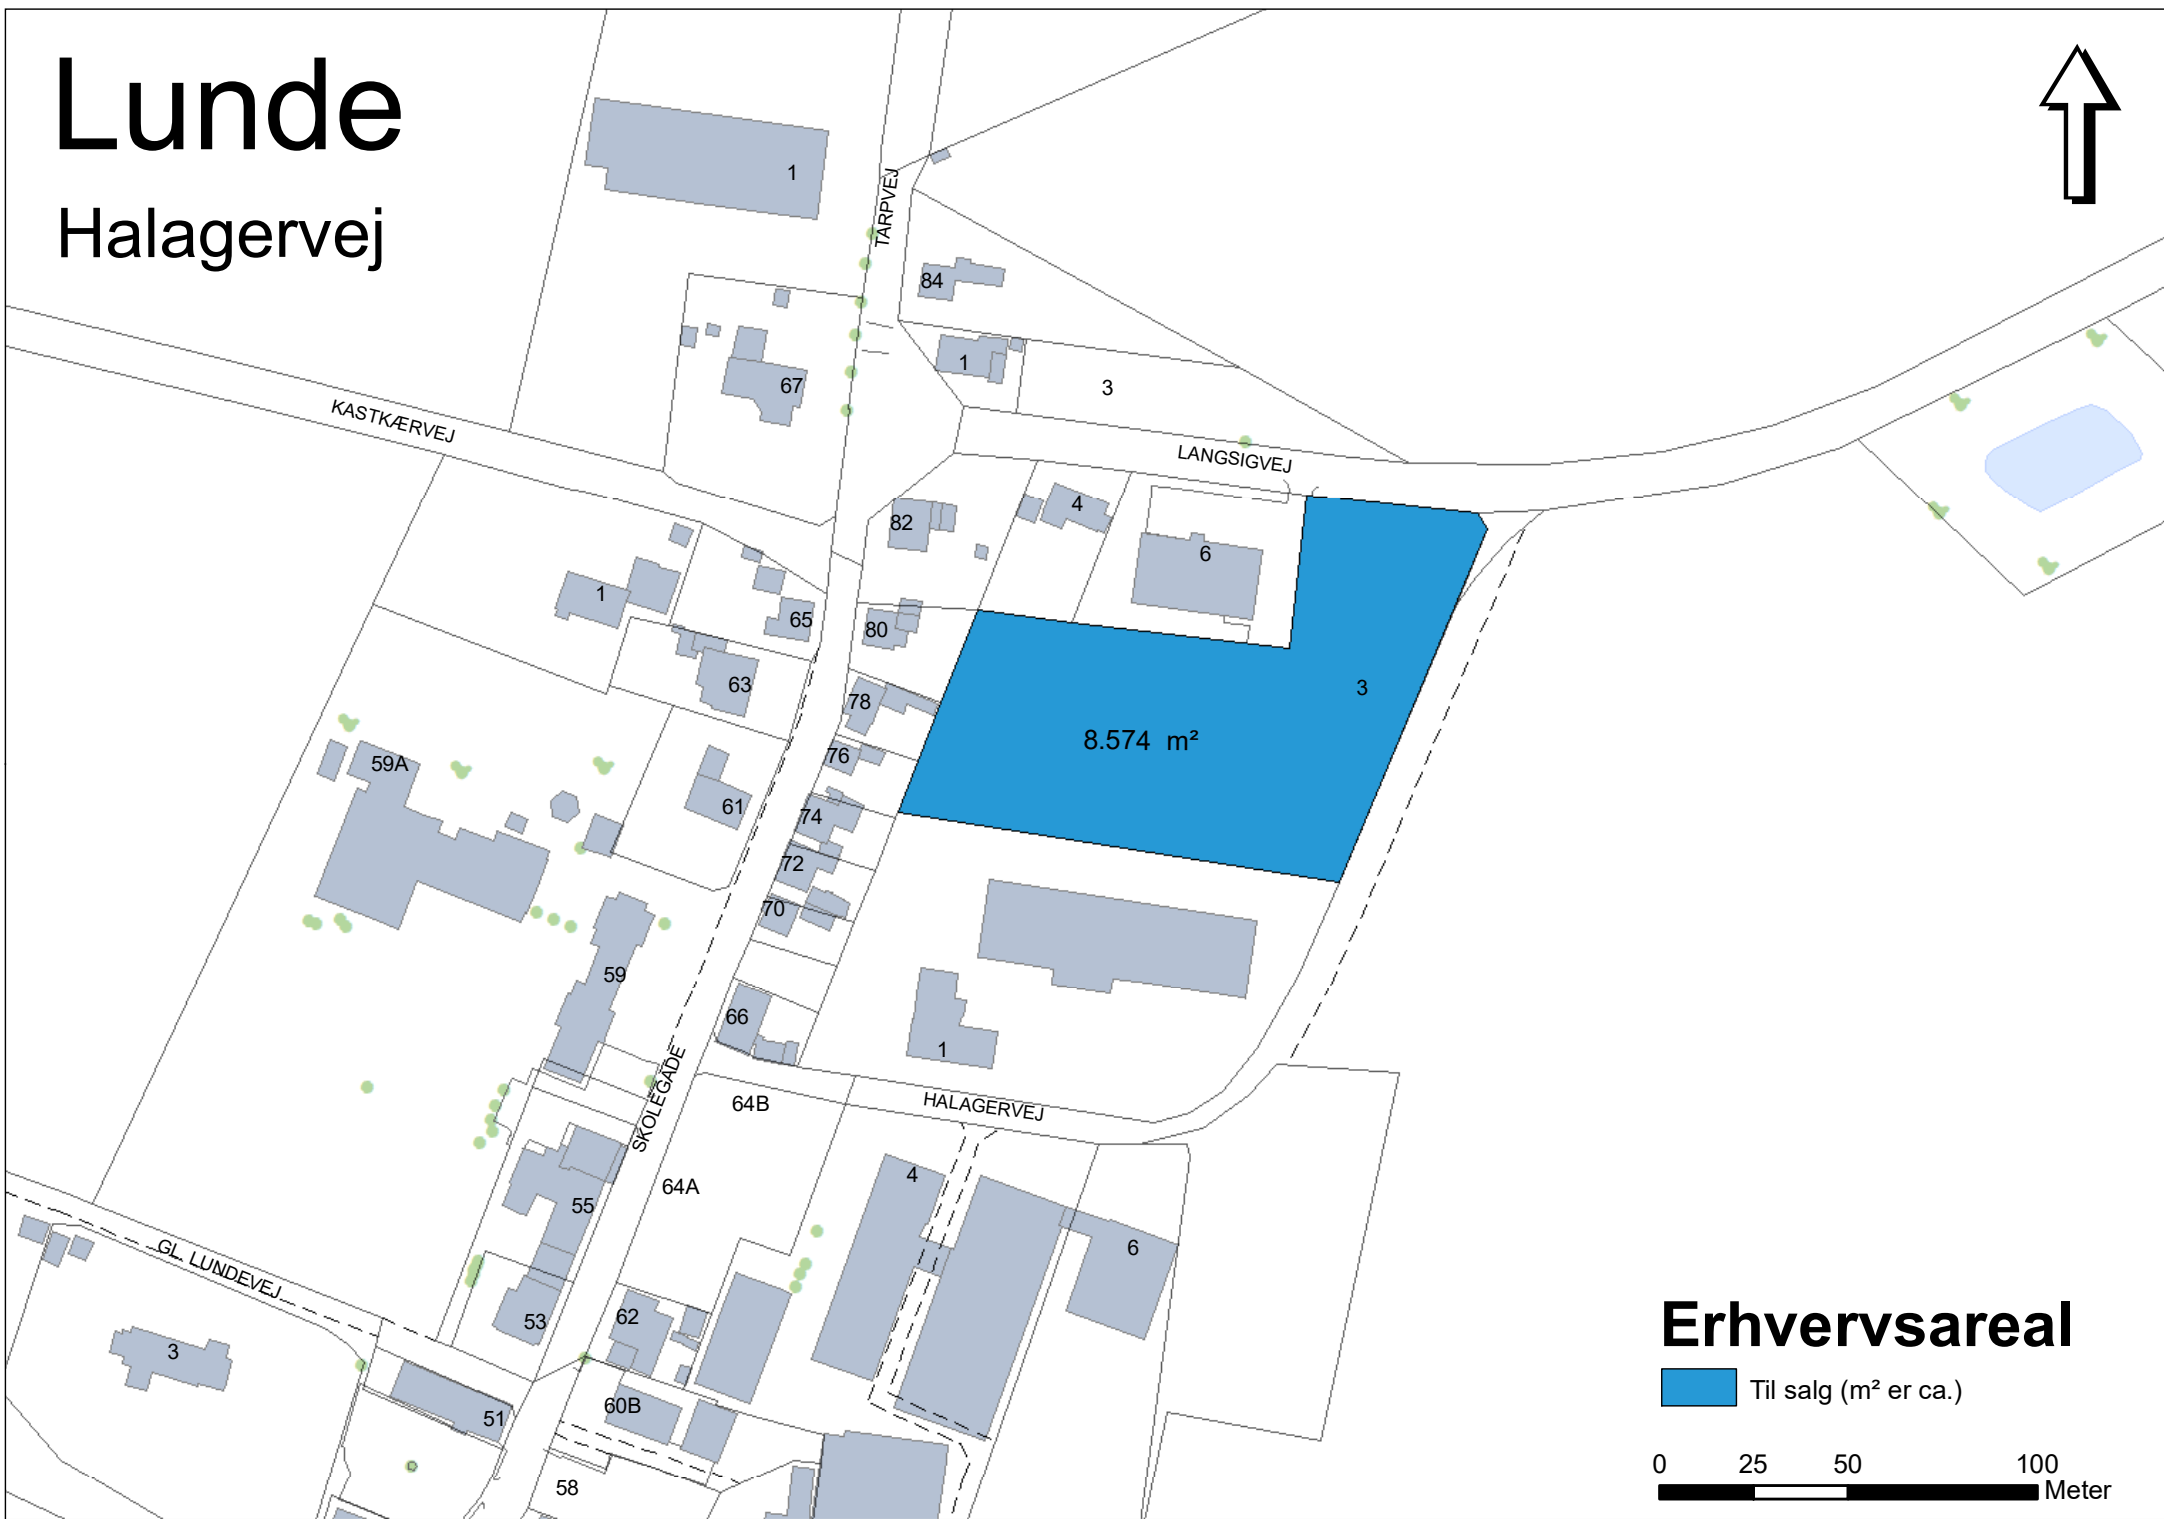 Lunde
Halagervej
1
TARPVEJ
84
1
3
67
KASTKÆRVEJ
LANGSIGVEJ
82
4
6
1
65
80
63
3
78
8.574 m²
76
59A
61
74
72
70
59
66
1
SKOLEGADE
64B
HALAGERVEJ
64A
4
55
6
GL. LUNDEVEJ
53
62
3
60B
51
58
Erhvervsareal
Til salg (m² er ca.)
0 25 50 100
Meter